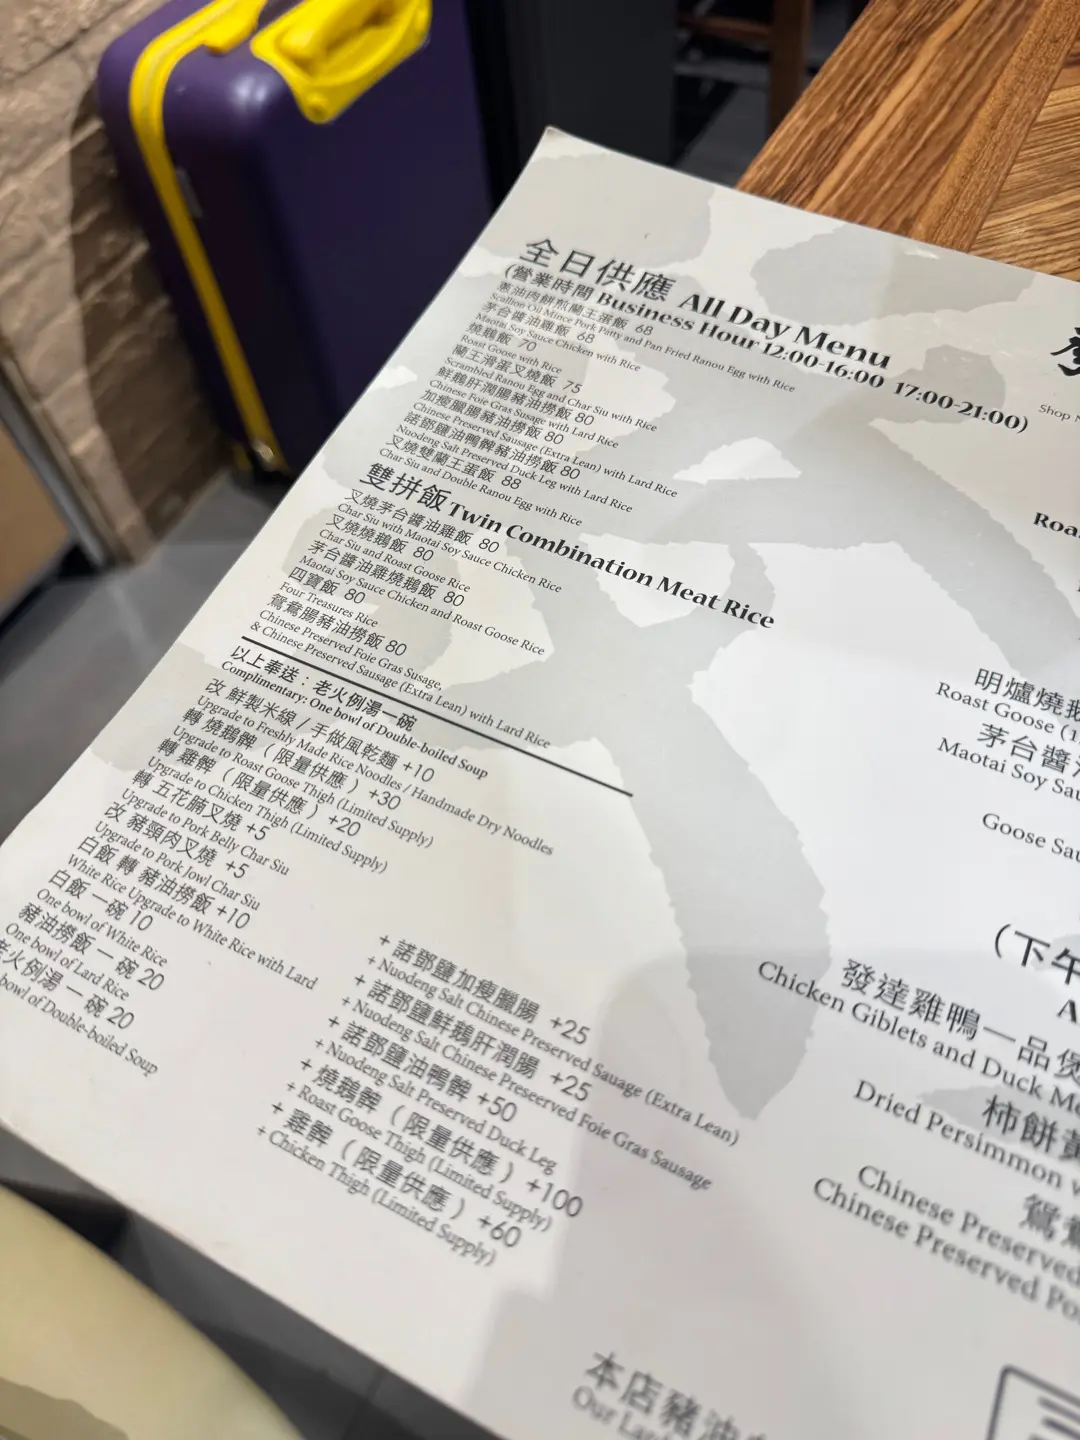 全日供應 All Day Menu
(營業時間 Business Hour 12:00-16:00 17:00-21:00)
蔥油肉餅煎蘭王蛋飯 68
Scallion Oil Mince Pork Patty and Pan Fried Ranou Egg with Rice
茅台醬油雞飯 68
Maotai Soy Sauce Chicken with Rice
燒鵝飯 70
Roast Goose with Rice
蘭王滑蛋叉燒飯 75
Scrambled Ranou Egg and Char Siu with Rice
鮮鵝肝潤腸豬油撈飯 80
Chinese Foie Gras Susage with Lard Rice
加瘦臘腸豬油撈飯 80
Chinese Preserved Sausage (Extra Lean) with Lard Rice
諾鄧鹽油鴨髀豬油撈飯 80
Nuodeng Salt Preserved Duck Leg with Lard Rice
叉燒雙蘭王蛋飯 88
Char Siu and Double Ranou Egg with Rice
雙拼飯 Twin Combination Meat Rice
叉燒茅台醬油雞飯 80
Char Siu with Maotai Soy Sauce Chicken Rice
叉燒燒鵝飯 80
Char Siu and Roast Goose Rice
茅台醬油雞燒鵝飯 80
Maotai Soy Sauce Chicken and Roast Goose Rice
四寶飯 80
Four Treasures Rice
鴛鴦腸豬油撈飯 80
Chinese Preserved Foie Gras Susage,
& Chinese Preserved Sausage (Extra Lean) with Lard Rice
以上奉送：老火例湯一碗
Complimentary: One bowl of Double-boiled Soup
改 鮮製米線 / 手做風乾麵 +10
Upgrade to Freshly Made Rice Noodles / Handmade Dry Noodles
轉 燒鵝髀（限量供應）+30
Upgrade to Roast Goose Thigh (Limited Supply)
轉 雞髀（限量供應）+20
Upgrade to Chicken Thigh (Limited Supply)
轉 五花腩叉燒 +5
Upgrade to Pork Belly Char Siu
改 豬頸肉叉燒 +5
Upgrade to Pork Jowl Char Siu
白飯 轉 豬油撈飯 +10
White Rice Upgrade to White Rice with Lard
白飯 一碗 10
One bowl of White Rice
豬油撈飯 一 碗 20
One bowl of Lard Rice
老火例湯 一 碗 20
bowl of Double-boiled Soup
+ 諾鄧鹽加瘦臘腸 +25
+ Nuodeng Salt Chinese Preserved Sauage (Extra Lean)
+ 諾鄧鹽鮮鵝肝潤腸 +25
+ Nuodeng Salt Chinese Preseerved Foie Gras Sausage
+ 諾鄧鹽油鴨髀 +50
+ Nuodeng Salt Preserved Duck Leg
+ 燒鵝髀（限量供應）+100
+ Roast Goose Thigh (Limited Supply)
+ 雞髀（限量供應）+60
+ Chicken Thigh (Limited Supply)
Shop
Roa
明爐燒鵝
Roast Goose (1
茅台醬
Maotai Soy Sau
Goose Sau
(下午
A
發達雞鴨一品煲
Chicken Giblets and Duck Me
柿餅黃
Dried Persimmon
鴛鴦
Chinese Preserved
Chinese Preserved Po
本店豬油
Our Lard